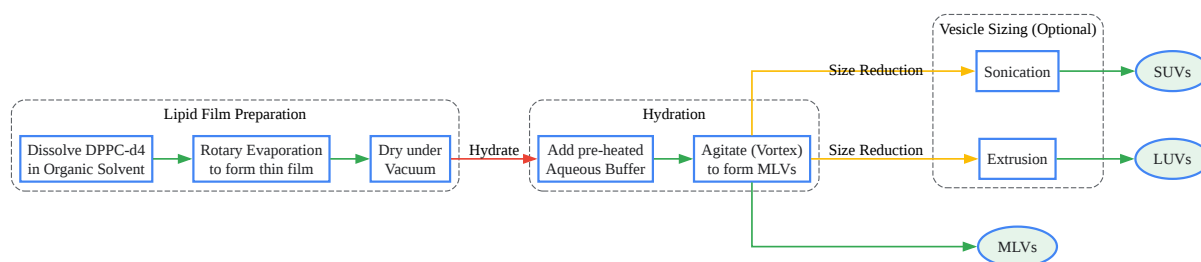 Lipid Film Preparation
Dissolve DPPC-d4
in Organic Solvent
Rotary Evaporation
to form thin film
Dry under
Vacuum
Hydrate
Hydration
Add pre-heated
Aqueous Buffer
Agitate (Vortex)
to form MLVs
Size Reduction
Size Reduction
Vesicle Sizing (Optional)
Sonication
Extrusion
SUVs
LUVs
MLVs